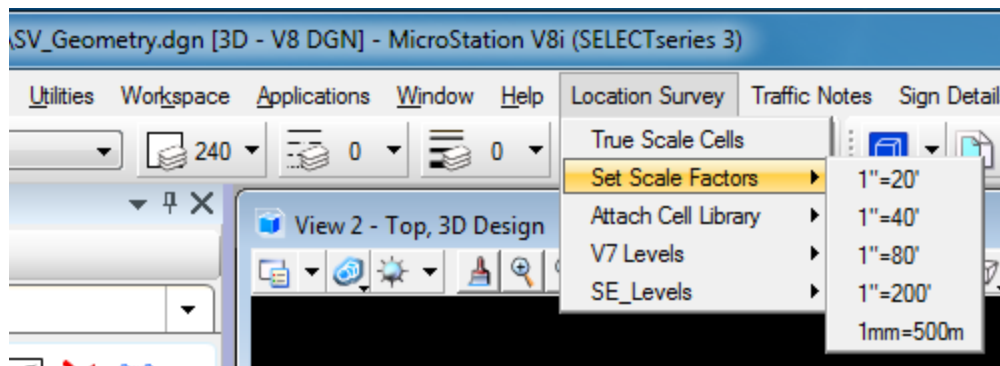 \SV_Geometry.dgn [3D - V8 DGN] - MicroStation V8i (SELECTseries 3)
Utilities Workspace Applications Window Help Location Survey Traffic Notes Sign Detail
240 0 0
True Scale Cells
Set Scale Factors
Attach Cell Library
V7 Levels
SE_Levels
1"=20'
1"=40'
1"=80'
1"=200'
1mm=500m
View 2 - Top, 3D Design